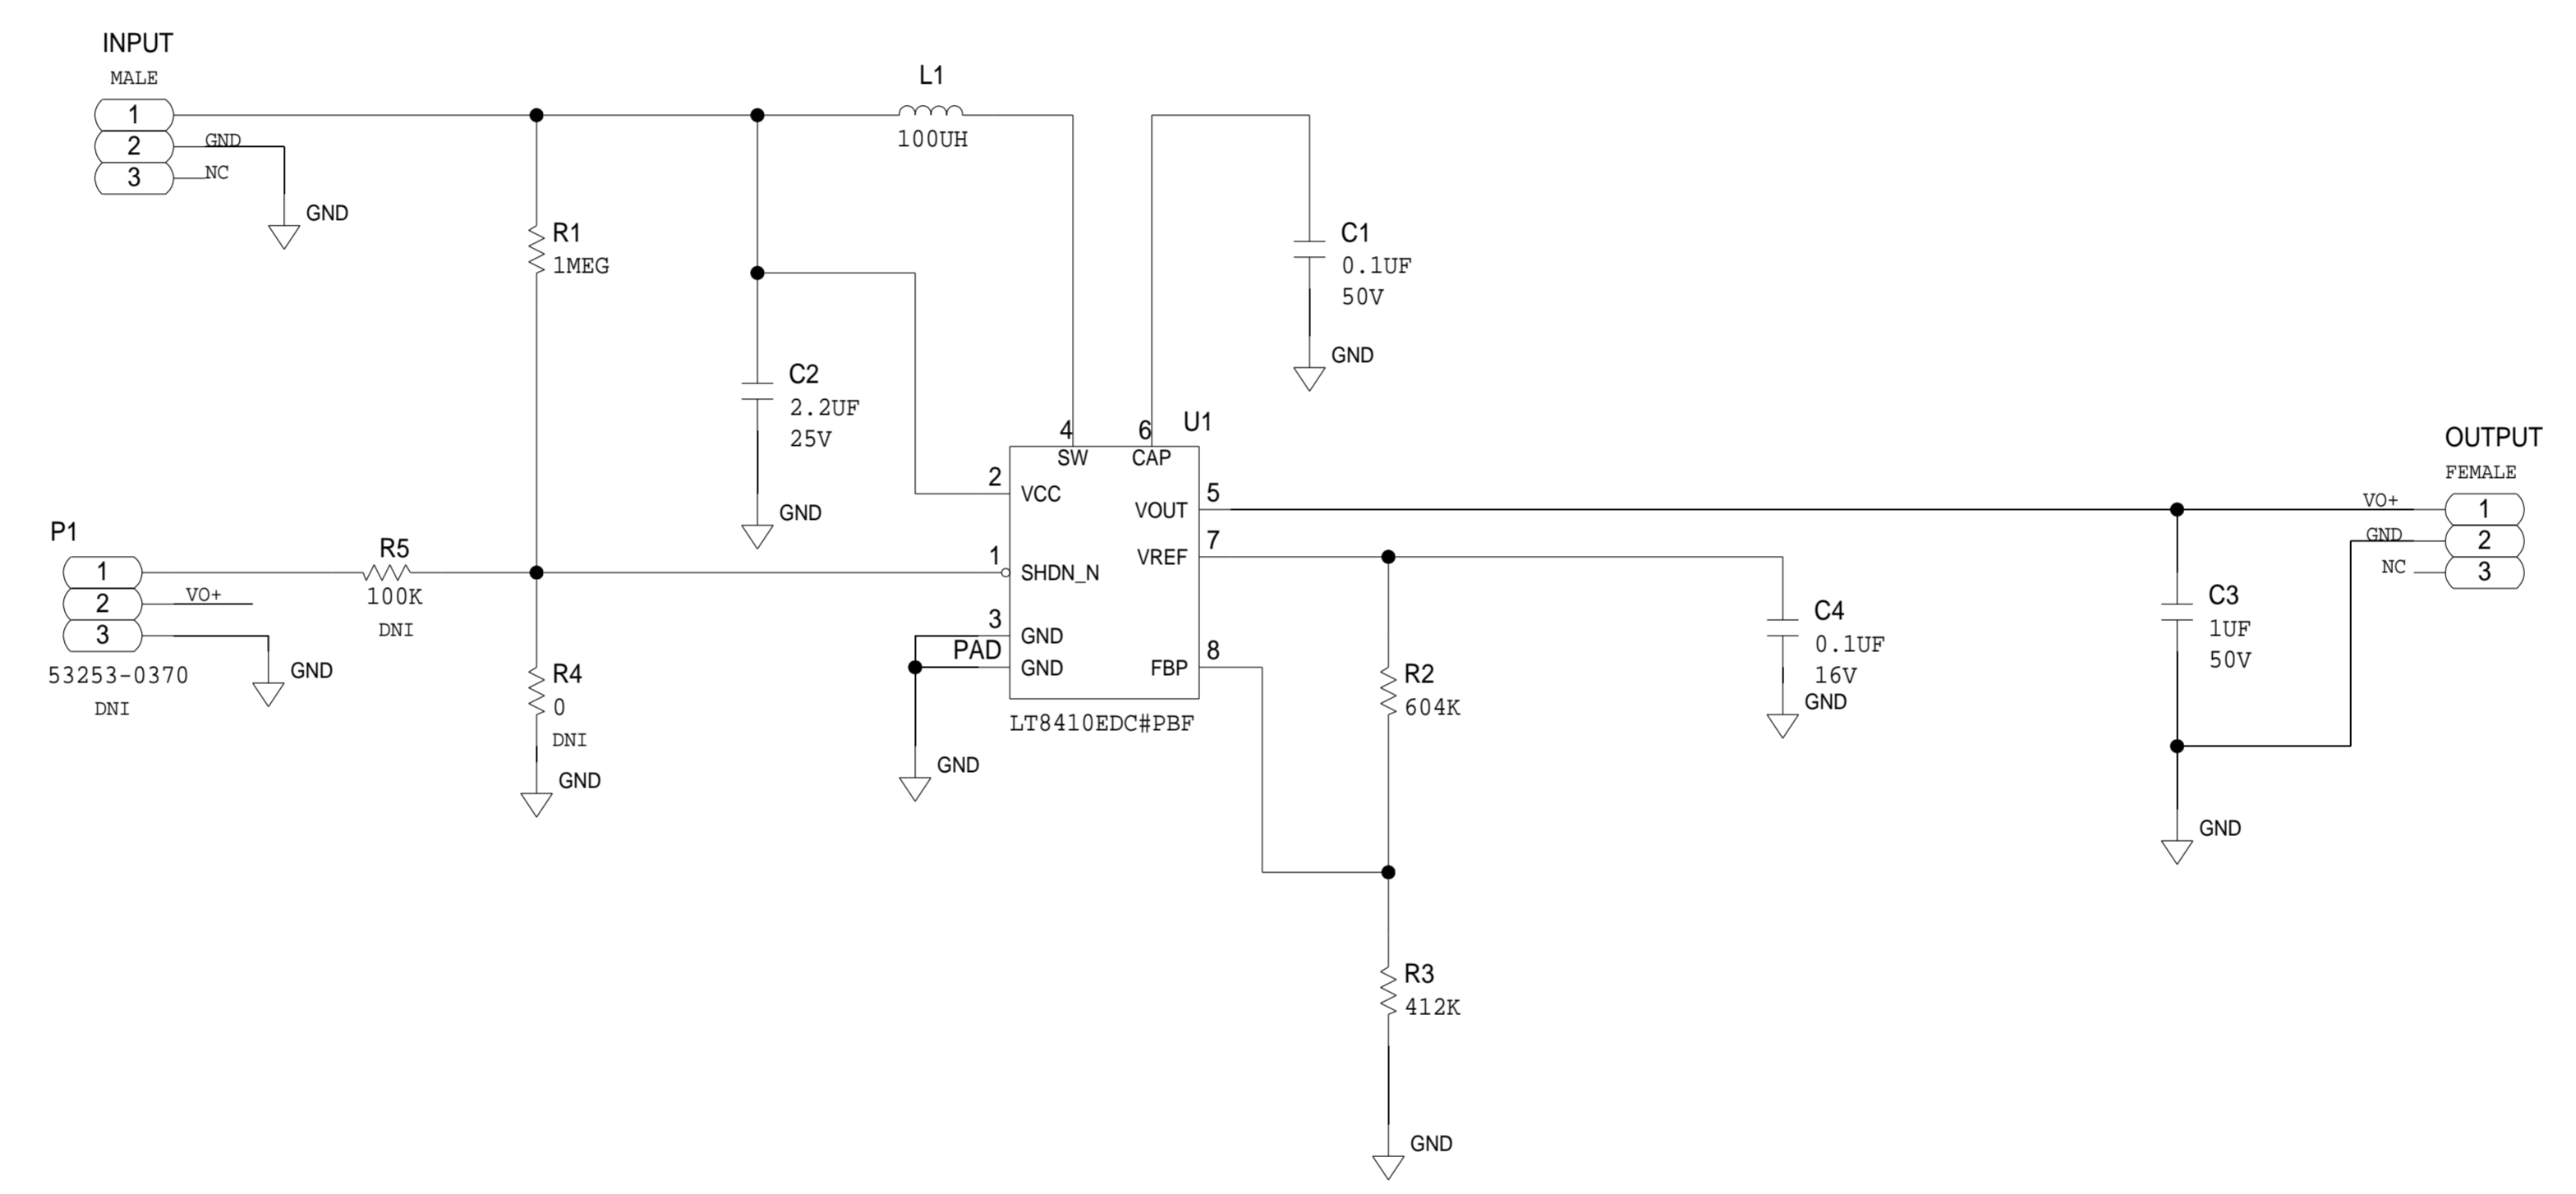 INPUT
MALE
1
2
3
GND
NC
GND
L1
100UH
R1
1MEG
C1
0.1UF
50V
GND
C2
2.2UF
25V
GND
P1
1
2
3
VO+
53253-0370
DNI
GND
R5
100K
DNI
R4
0
DNI
GND
U1
4
SW
6
CAP
2
VCC
1
SHDN_N
3
GND
PAD
GND
5
VOUT
7
VREF
8
FBP
LT8410EDC#PBF
GND
R2
604K
C4
0.1UF
16V
GND
R3
412K
GND
OUTPUT
FEMALE
VO+
GND
NC
1
2
3
C3
1UF
50V
GND